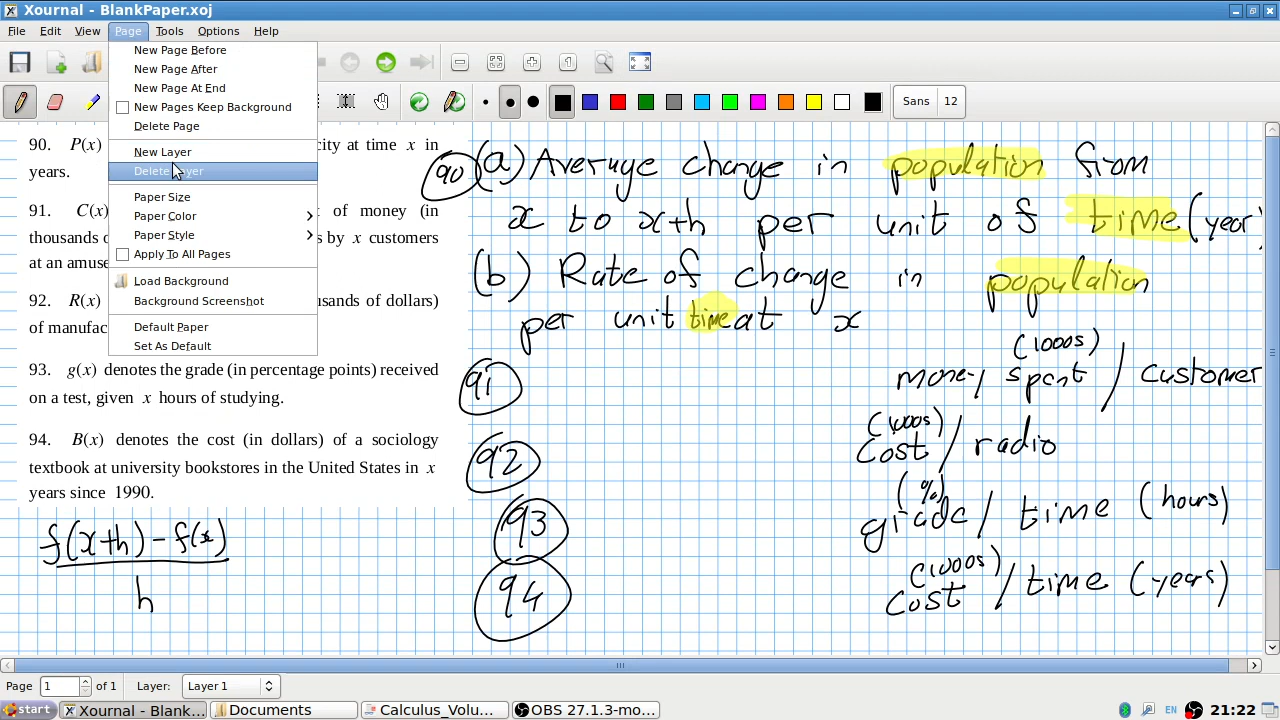 Xournal - BlankPaper.xoj
File Edit View Page Tools Options Help
New Page Before
New Page After
New Page At End
New Pages Keep Background
Delete Page
New Layer
Delete Layer
Paper Size
Paper Color
Paper Style
Apply To All Pages
Load Background
Background Screenshot
Default Paper
Set As Default
Sans 12
90. P(x) city at time x in
years.
91. C(x) of money (in
thousands o s by x customers
at an amuse
92. R(x) usands of dollars)
of manufac
93. g(x) denotes the grade (in percentage points) received
on a test, given x hours of studying.
94. B(x) denotes the cost (in dollars) of a sociology
textbook at university bookstores in the United States in x
years since 1990.
f(x+h) - f(x)
h
90 (a) Average change in population from
x to x+h per unit of time (year)
(b) Rate of change in population
per unit time at x
91 (1000s)
money spent / customer
92 (1000s)
cost / radio
93 (%)
grade / time (hours)
94 (1000s)
cost / time (years)
Page 1 of 1 Layer: Layer 1
start Xournal - Blank... Documents Calculus_Volu... OBS 27.1.3-mo... EN 21:22